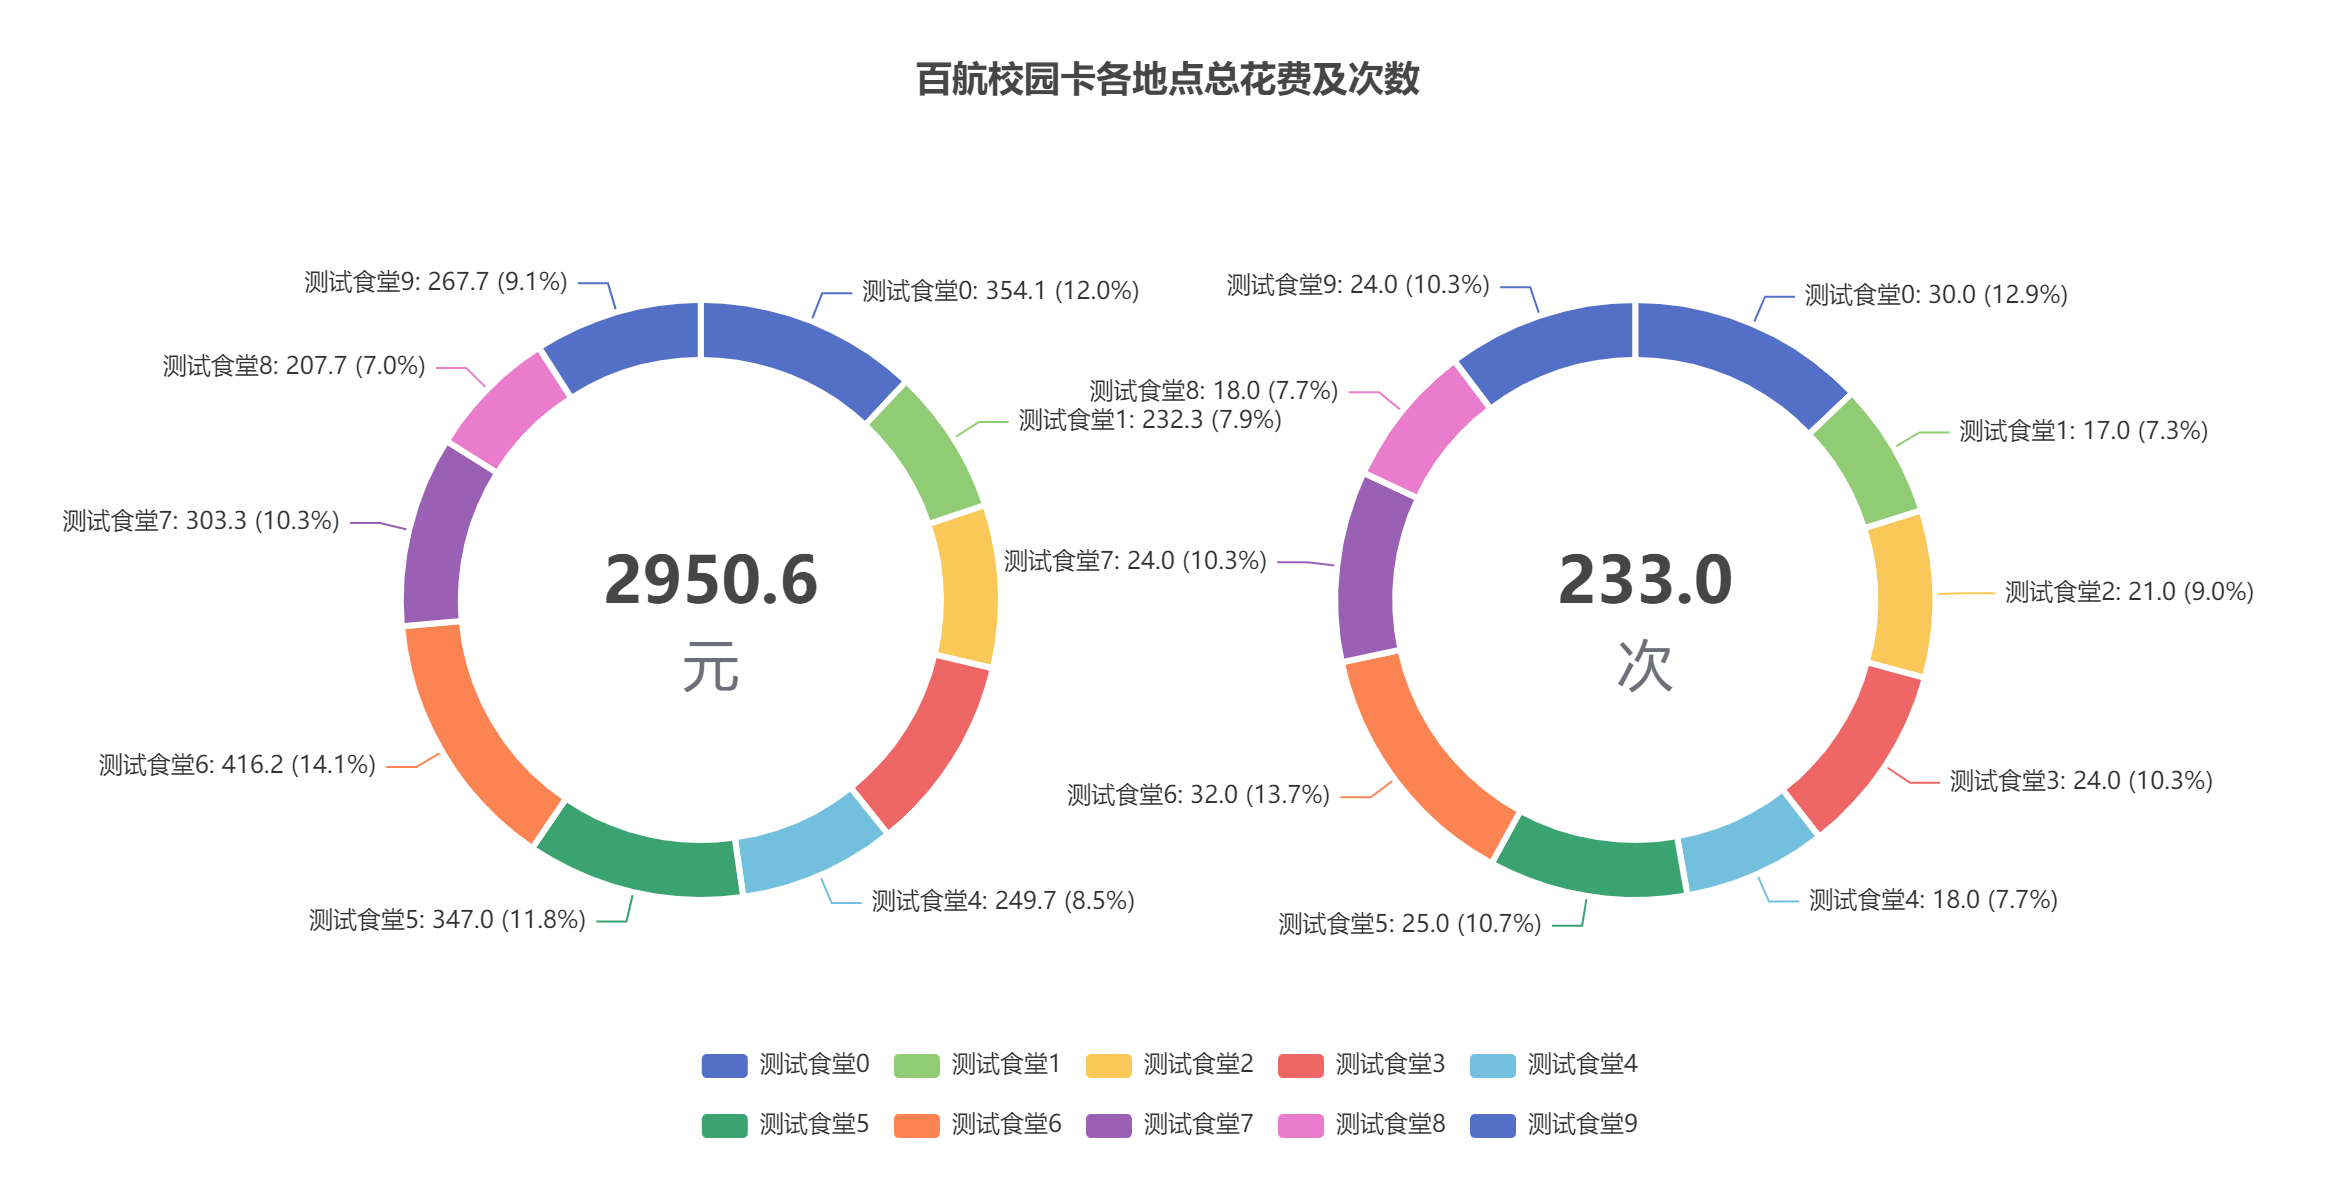 百航校园卡各地点总花费及次数
测试食堂9: 267.7 (9.1%)
测试食堂0: 354.1 (12.0%)
测试食堂8: 207.7 (7.0%)
测试食堂1: 232.3 (7.9%)
测试食堂7: 303.3 (10.3%)
2950.6
元
测试食堂6: 416.2 (14.1%)
测试食堂5: 347.0 (11.8%)
测试食堂4: 249.7 (8.5%)
测试食堂9: 24.0 (10.3%)
测试食堂0: 30.0 (12.9%)
测试食堂8: 18.0 (7.7%)
测试食堂1: 17.0 (7.3%)
测试食堂7: 24.0 (10.3%)
233.0
次
测试食堂2: 21.0 (9.0%)
测试食堂6: 32.0 (13.7%)
测试食堂3: 24.0 (10.3%)
测试食堂5: 25.0 (10.7%)
测试食堂4: 18.0 (7.7%)
测试食堂0 测试食堂1 测试食堂2 测试食堂3 测试食堂4
测试食堂5 测试食堂6 测试食堂7 测试食堂8 测试食堂9